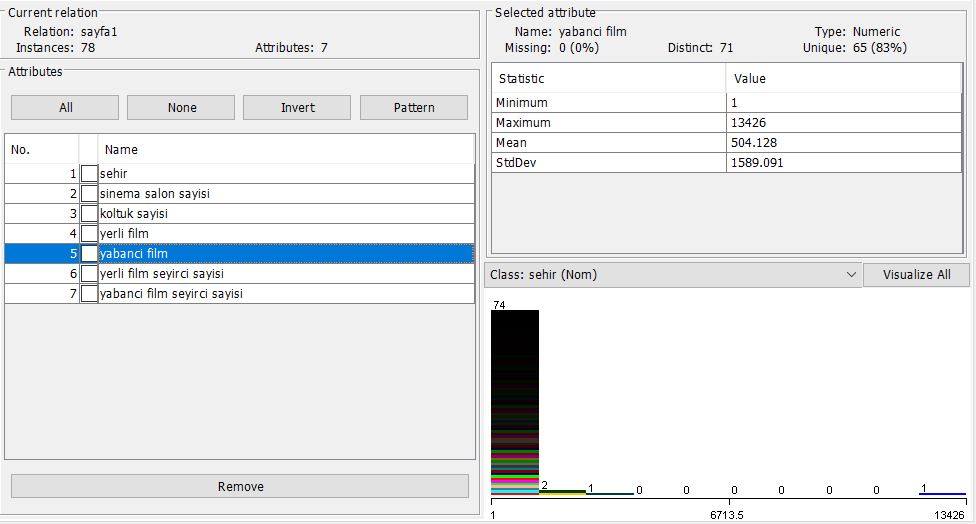 Current relation
Relation: sayfa1
Instances: 78 Attributes: 7
Attributes
All None Invert Pattern
No. Name
1 sehir
2 sinema salon sayisi
3 koltuk sayisi
4 yerli film
5 yabanci film
6 yerli film seyirci sayisi
7 yabanci film seyirci sayisi
Remove
Selected attribute
Name: yabanci film Type: Numeric
Missing: 0 (0%) Distinct: 71 Unique: 65 (83%)
Statistic Value
Minimum 1
Maximum 13426
Mean 504.128
StdDev 1589.091
Class: sehir (Nom) Visualize All
74
2 1 0 0 0 0 0 0 1
1 6713.5 13426